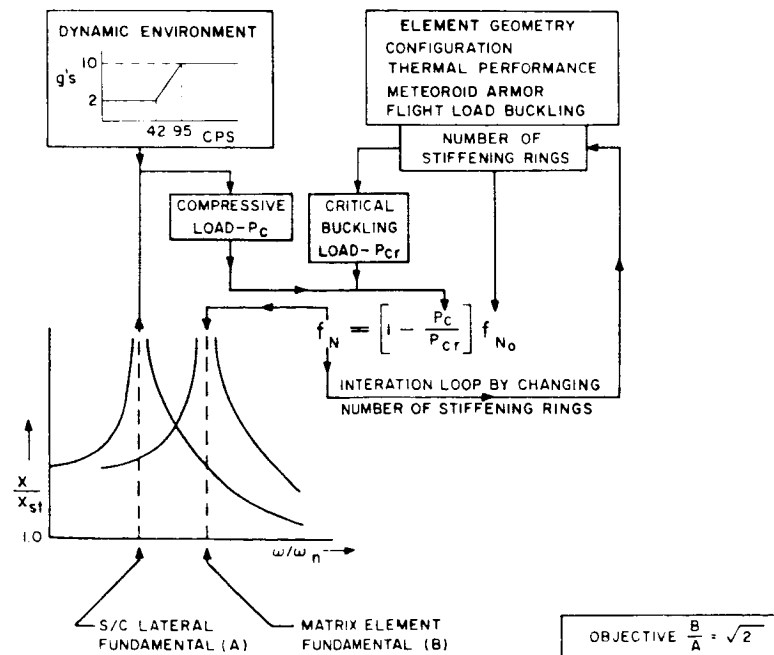 DYNAMIC ENVIRONMENT
g's
10
2
42 95 CPS
ELEMENT GEOMETRY
CONFIGURATION
THERMAL PERFORMANCE
METEOROID ARMOR
FLIGHT LOAD BUCKLING
NUMBER OF
STIFFENING RINGS
COMPRESSIVE
LOAD-Pc
CRITICAL
BUCKLING
LOAD-Pcr
f_N = [1 - Pc/Pcr] f_No
INTERATION LOOP BY CHANGING
NUMBER OF STIFFENING RINGS
X/Xst
1.0
ω/ωn
S/C LATERAL
FUNDAMENTAL (A)
MATRIX ELEMENT
FUNDAMENTAL (B)
OBJECTIVE B/A = √2